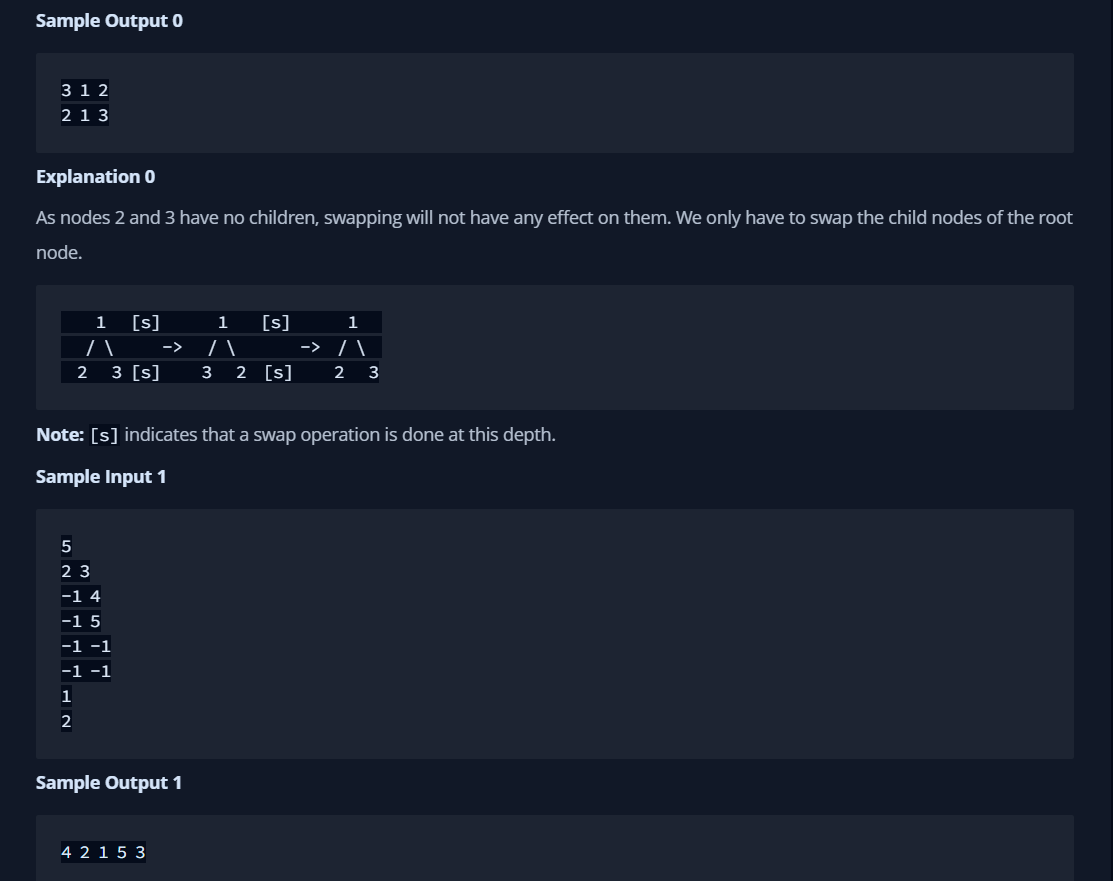 Sample Output 0
3 1 2
2 1 3
Explanation 0
As nodes 2 and 3 have no children, swapping will not have any effect on them. We only have to swap the child nodes of the root
node.
   1   [s]       1    [s]       1
  / \      ->   / \        ->  / \
 2   3 [s]     3   2  [s]     2   3
Note: [s] indicates that a swap operation is done at this depth.
Sample Input 1
5
2 3
-1 4
-1 5
-1 -1
-1 -1
1
2
Sample Output 1
4 2 1 5 3